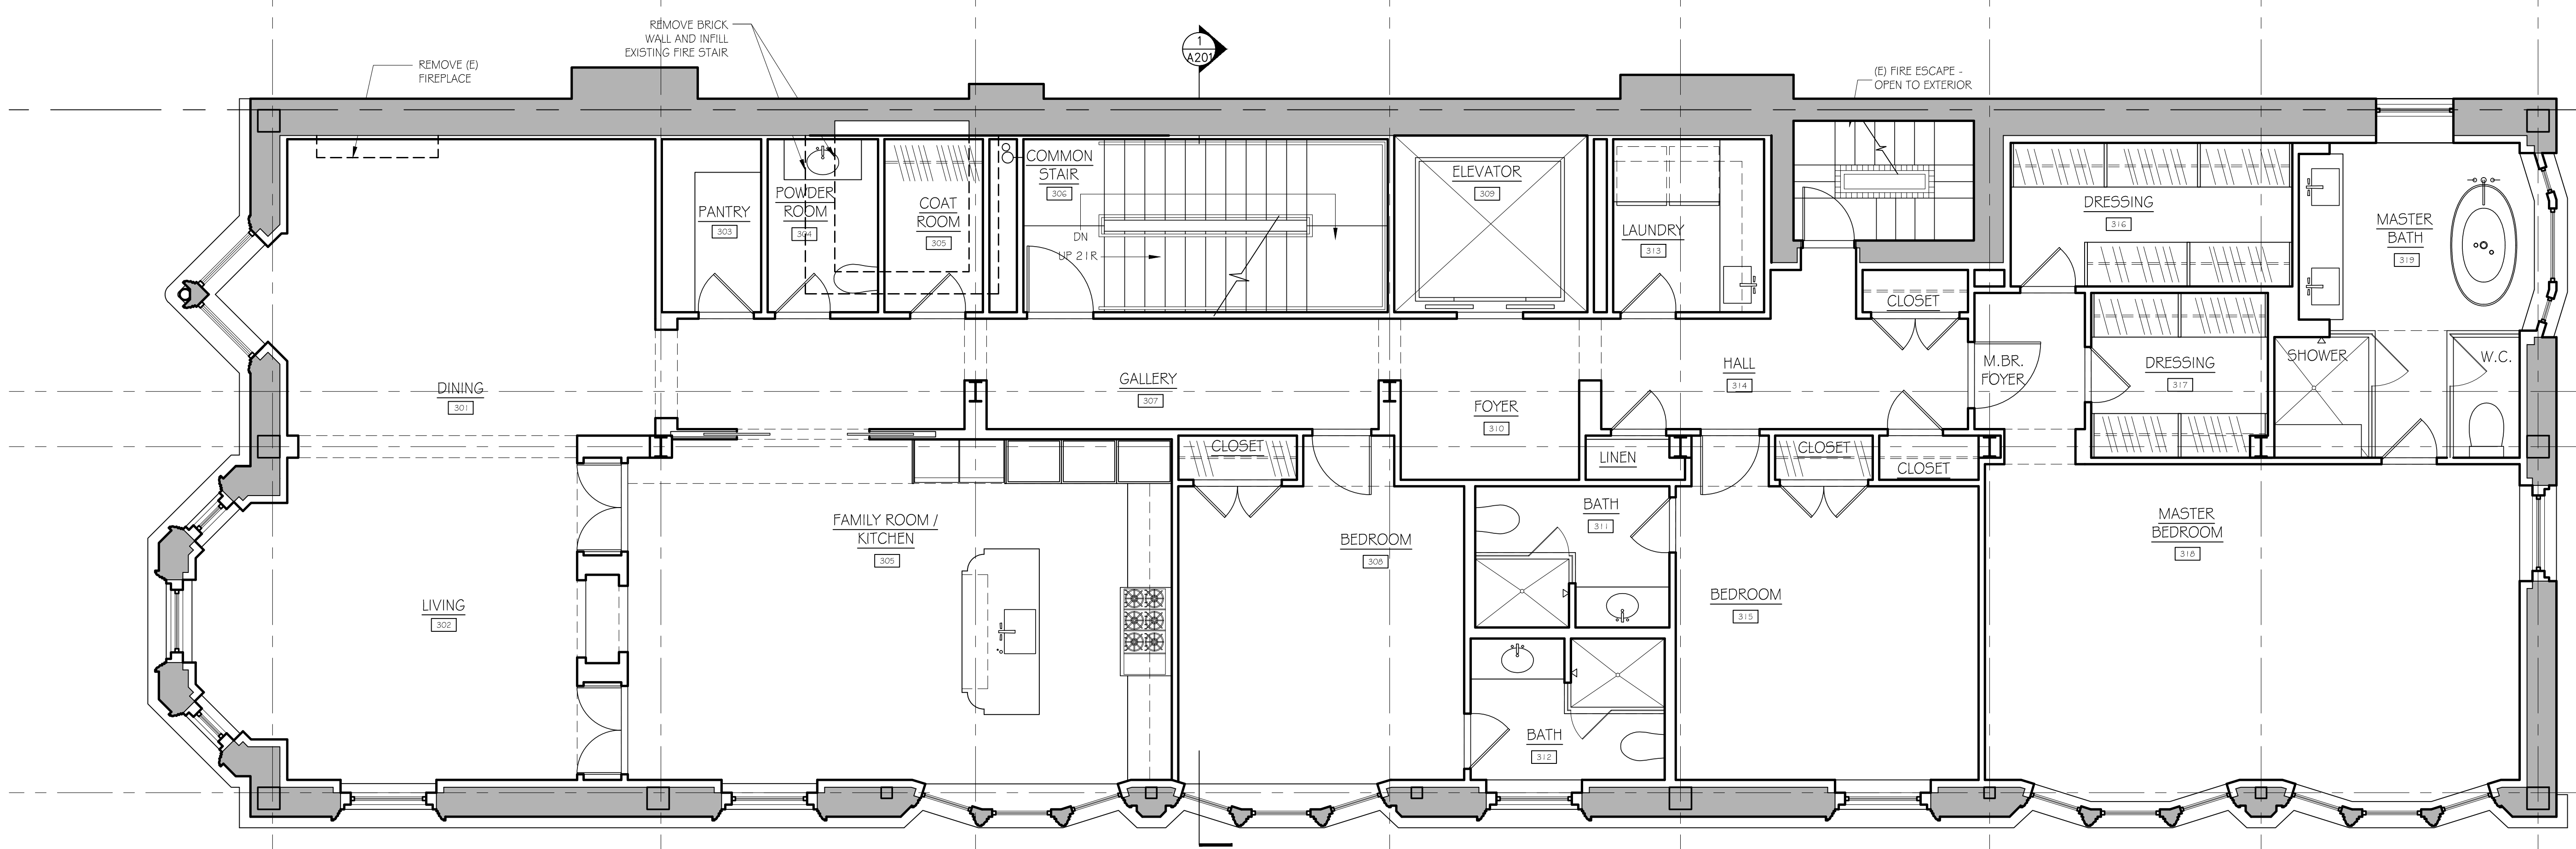 REMOVE BRICK
WALL AND INFILL
EXISTING FIRE STAIR
REMOVE (E)
FIREPLACE
1
A201
(E) FIRE ESCAPE -
OPEN TO EXTERIOR
PANTRY
303
POWDER
ROOM
304
COAT
ROOM
305
COMMON
STAIR
306
DN
UP 21R
ELEVATOR
309
LAUNDRY
313
CLOSET
DRESSING
316
MASTER
BATH
319
DINING
301
GALLERY
307
FOYER
310
HALL
314
M.BR.
FOYER
DRESSING
317
SHOWER
W.C.
CLOSET
LINEN
CLOSET
CLOSET
LIVING
302
FAMILY ROOM /
KITCHEN
305
BEDROOM
308
BATH
311
BATH
312
BEDROOM
315
MASTER
BEDROOM
318